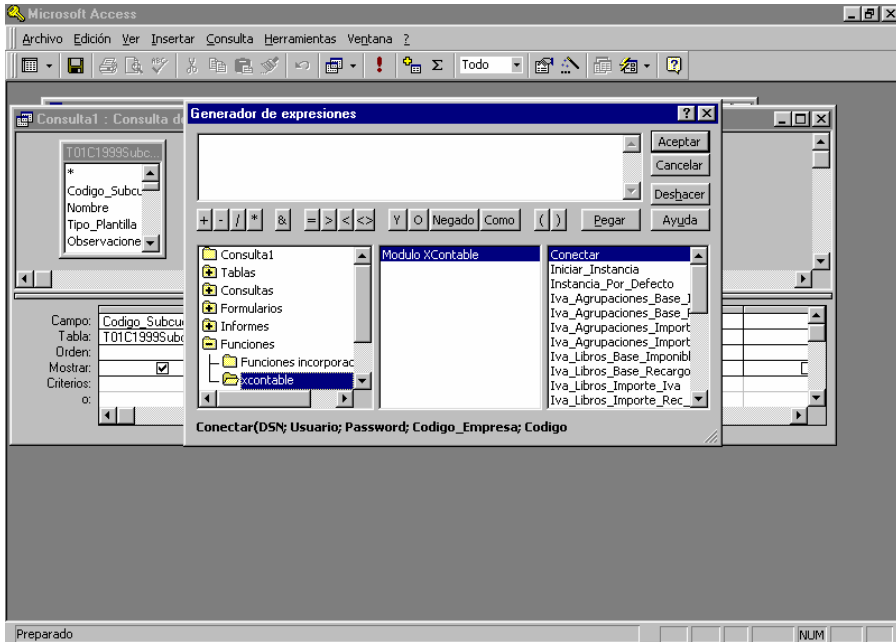 Microsoft Access
Archivo Edición Ver Insertar Consulta Herramientas Ventana ?
Todo
Consulta1 : Consulta d
T01C1999Subc...
*
Codigo_Subcu
Nombre
Tipo_Plantilla
Observacione
Generador de expresiones
Aceptar
Cancelar
Deshacer
+ - / * & = > < <> Y O Negado Como ( ) Pegar Ayuda
Consulta1
Tablas
Consultas
Formularios
Informes
Funciones
Funciones incorporac
xcontable
Modulo XContable
Conectar
Iniciar_Instancia
Instancia_Por_Defecto
Iva_Agrupaciones_Base_I
Iva_Agrupaciones_Base_R
Iva_Agrupaciones_Import
Iva_Agrupaciones_Import
Iva_Libros_Base_Imponibl
Iva_Libros_Base_Recargo
Iva_Libros_Importe_Iva
Iva_Libros_Importe_Rec_
Conectar(DSN; Usuario; Password; Codigo_Empresa; Codigo
Campo: Codigo_Subcu
Tabla: T01C1999Subc
Orden:
Mostrar:
Criterios:
o:
Preparado
NUM